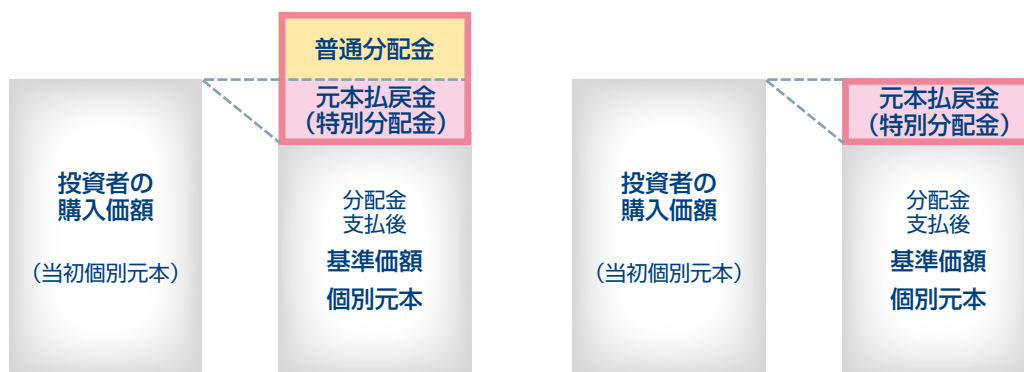 普通分配金
元本払戻金
（特別分配金）
投資者の
購入価額
（当初個別元本）
分配金
支払後
基準価額
個別元本
元本払戻金
（特別分配金）
投資者の
購入価額
（当初個別元本）
分配金
支払後
基準価額
個別元本